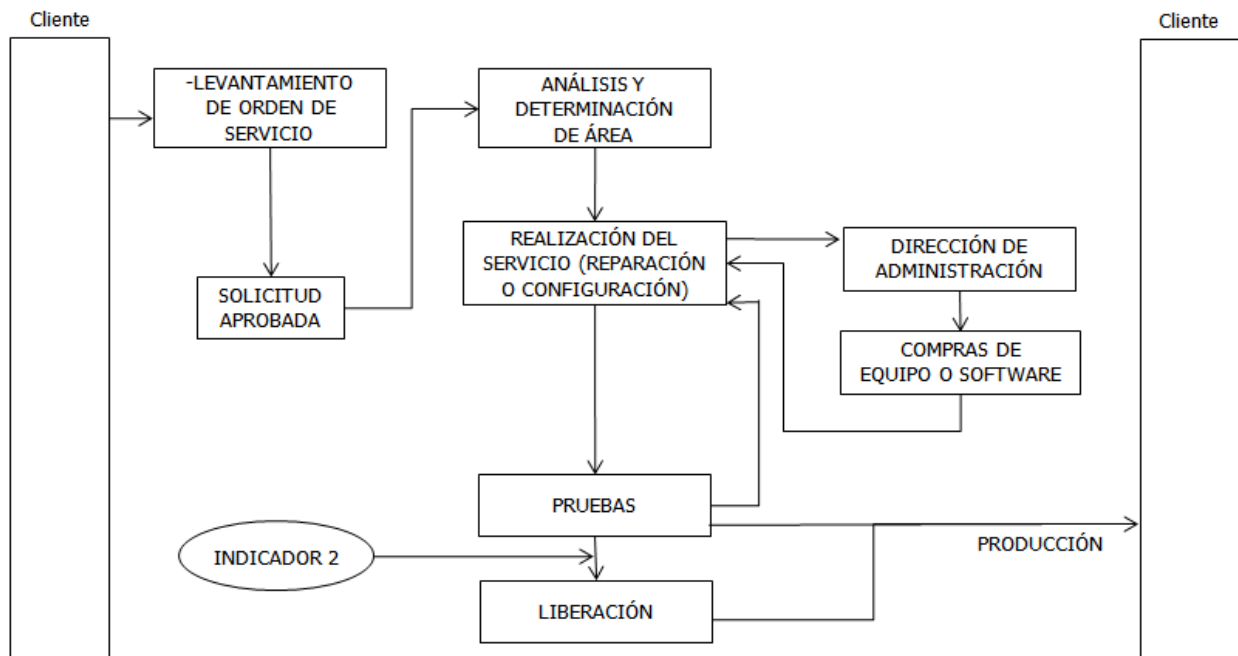 Cliente
Cliente
-LEVANTAMIENTO
DE ORDEN DE
SERVICIO
ANÁLISIS Y
DETERMINACIÓN
DE ÁREA
SOLICITUD
APROBADA
REALIZACIÓN DEL
SERVICIO (REPARACIÓN
O CONFIGURACIÓN)
DIRECCIÓN DE
ADMINISTRACIÓN
COMPRAS DE
EQUIPO O SOFTWARE
PRUEBAS
INDICADOR 2
PRODUCCIÓN
LIBERACIÓN